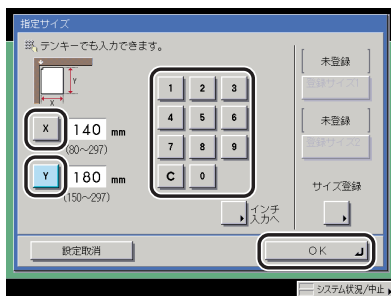 指定サイズ
※ テンキーでも入力できます。
Y
X
X 140 mm
(80~297)
Y 180 mm
(150~297)
1 2 3
4 5 6
7 8 9
C 0
インチ
入力へ
未登録
登録サイズ1
未登録
登録サイズ2
サイズ登録
設定取消
OK
システム状況/中止